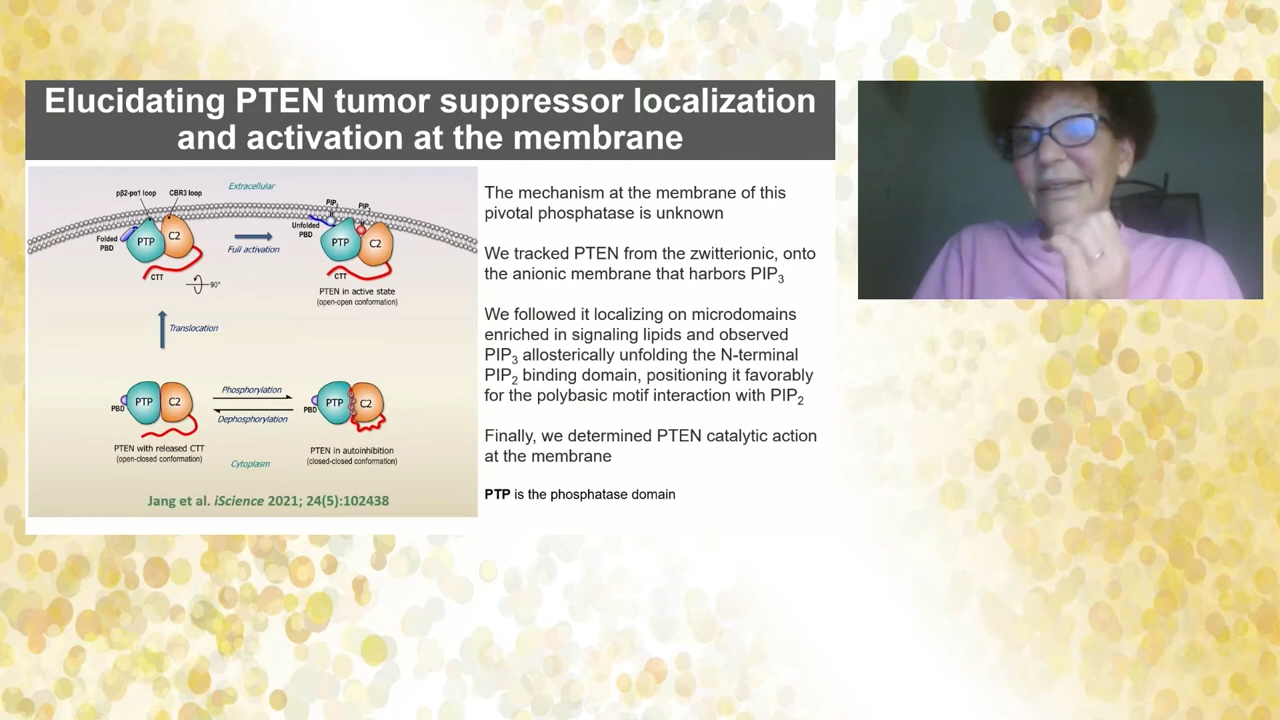 Elucidating PTEN tumor suppressor localization
and activation at the membrane
pβ2-pα1 loop
CBR3 loop
Extracellular
Folded
PBD
PTP
C2
CTT
90°
Full activation
Unfolded
PBD
PIP₂
PIP₃
PTP
C2
CTT
PTEN in active state
(open-open conformation)
Translocation
PBD
PTP
C2
Phosphorylation
Dephosphorylation
PBD
PTP
C2
PTEN with released CTT
(open-closed conformation)
PTEN in autoinhibition
(closed-closed conformation)
Cytoplasm
Jang et al. iScience 2021; 24(5):102438
The mechanism at the membrane of this
pivotal phosphatase is unknown
We tracked PTEN from the zwitterionic, onto
the anionic membrane that harbors PIP₃
We followed it localizing on microdomains
enriched in signaling lipids and observed
PIP₃ allosterically unfolding the N-terminal
PIP₂ binding domain, positioning it favorably
for the polybasic motif interaction with PIP₂
Finally, we determined PTEN catalytic action
at the membrane
PTP is the phosphatase domain